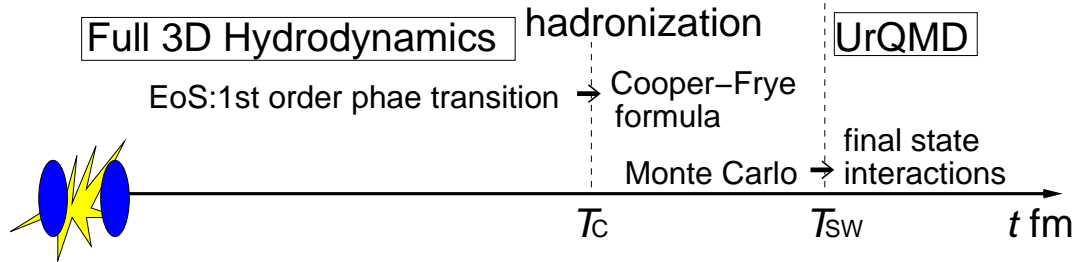 Full 3D Hydrodynamics
hadronization
UrQMD
EoS:1st order phae transition
Cooper−Frye
formula
Monte Carlo
final state
interactions
TC
TSW
t fm